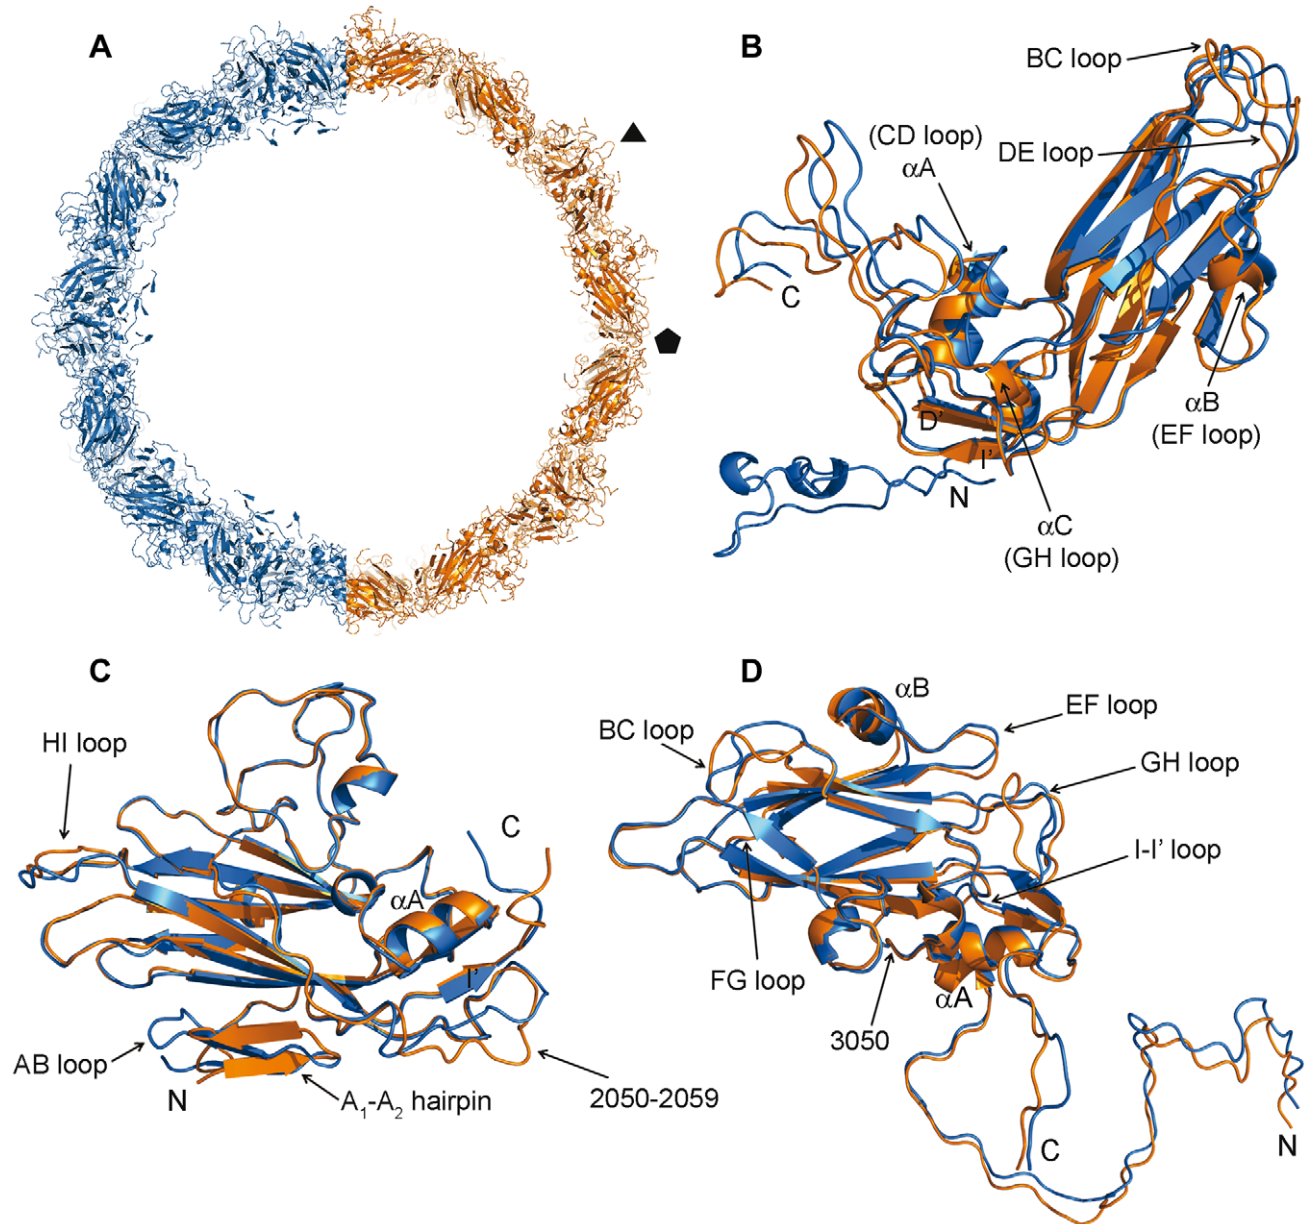 A
B
BC loop
(CD loop)
αA
DE loop
C
D'
I'
N
αB
(EF loop)
αC
(GH loop)
C
HI loop
C
αA
I'
AB loop
N
A₁-A₂ hairpin
2050-2059
D
αB
BC loop
EF loop
GH loop
I-I' loop
FG loop
αA
3050
C
N